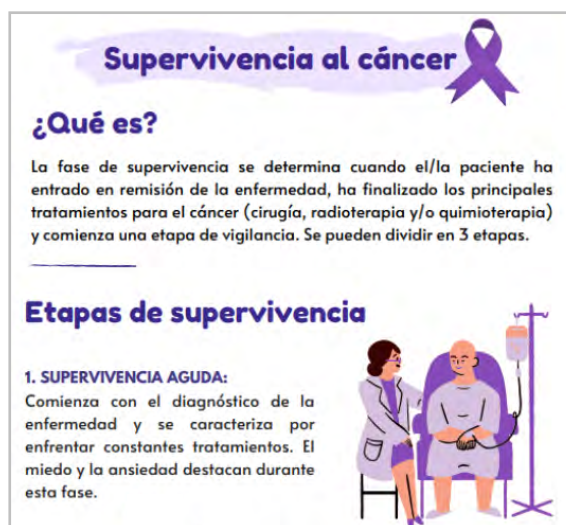 Supervivencia al cáncer
¿Qué es?
La fase de supervivencia se determina cuando el/la paciente ha
entrado en remisión de la enfermedad, ha finalizado los principales
tratamientos para el cáncer (cirugía, radioterapia y/o quimioterapia)
y comienza una etapa de vigilancia. Se pueden dividir en 3 etapas.
Etapas de supervivencia
1. SUPERVIVENCIA AGUDA:
Comienza con el diagnóstico de la
enfermedad y se caracteriza por
enfrentar constantes tratamientos. El
miedo y la ansiedad destacan durante
esta fase.